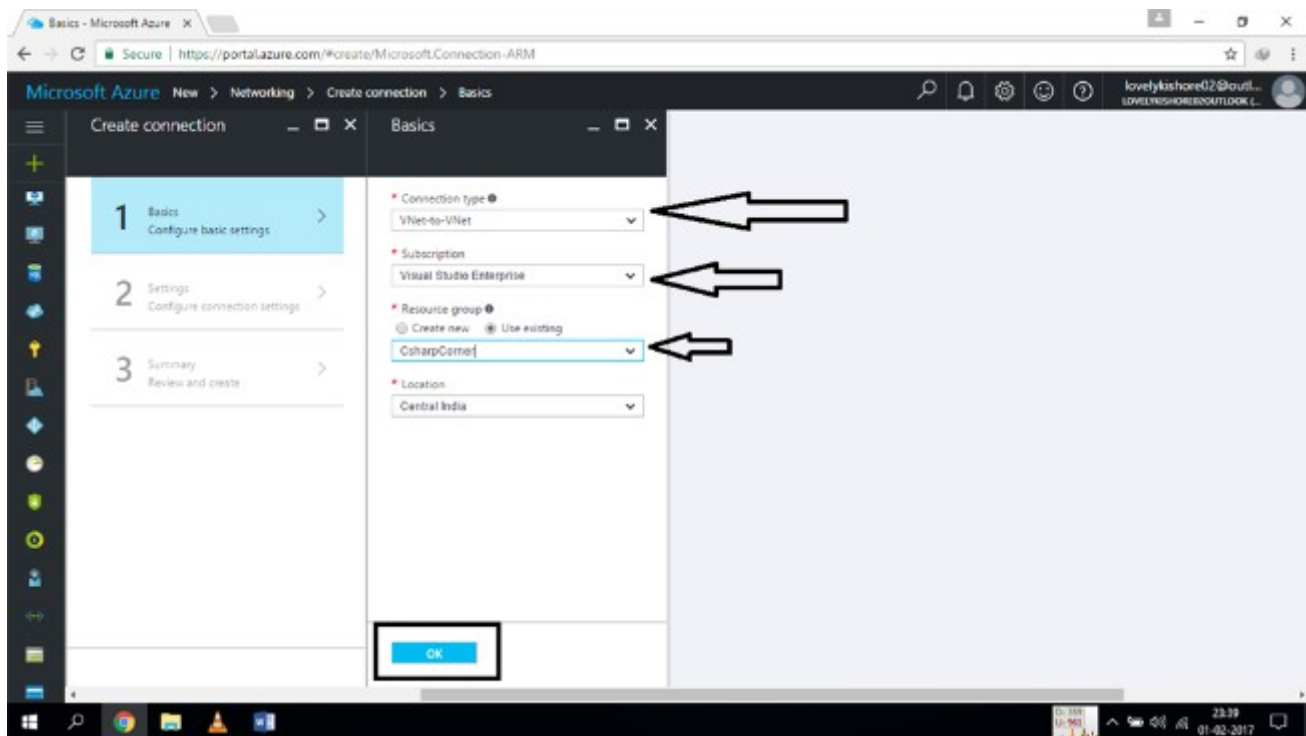 Basics - Microsoft Azure
Secure | https://portal.azure.com/#create/Microsoft.Connection-ARM
Microsoft Azure New > Networking > Create connection > Basics
lovelykishore02@outl...
LOVELYKISHORE02OUTLOOK (...
Create connection
Basics
1
Basics
Configure basic settings
2
Settings
Configure connection settings
3
Summary
Review and create
* Connection type
VNet-to-VNet
* Subscription
Visual Studio Enterprise
* Resource group
Create new Use existing
CsharpCorner
* Location
Central India
OK
23:39
01-02-2017